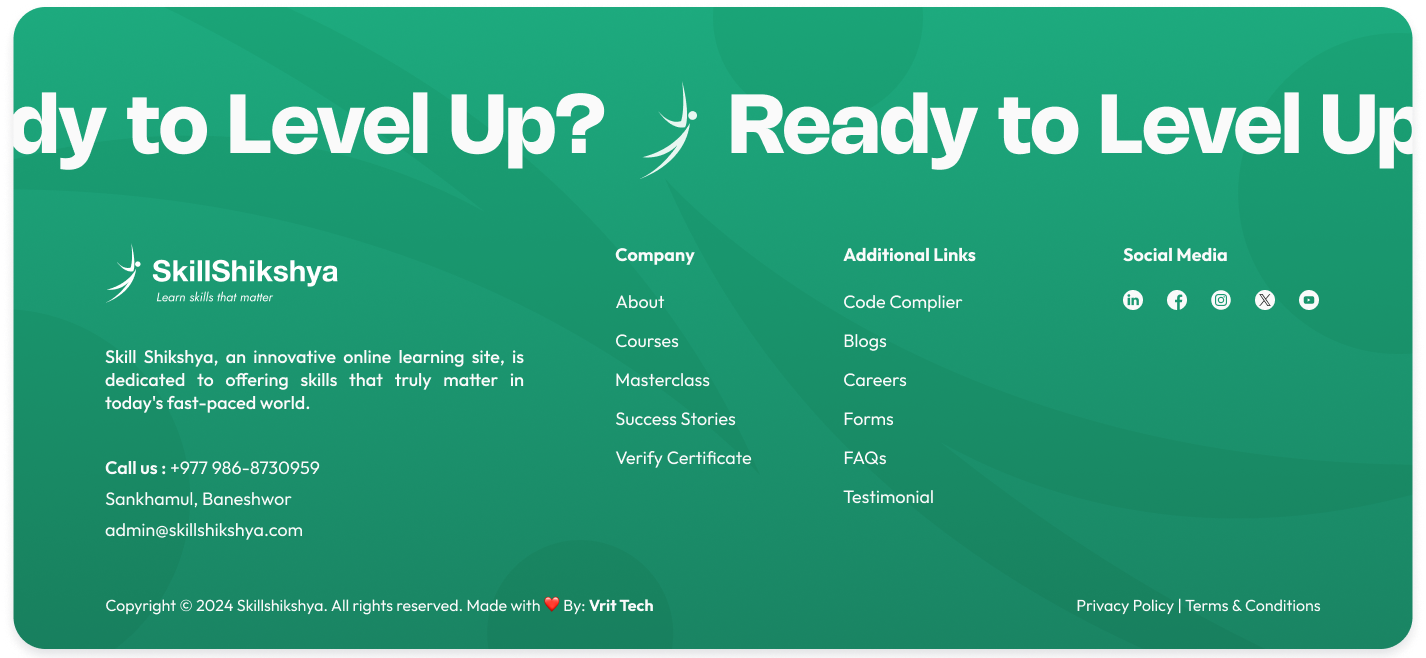 dy to Level Up? Ready to Level Up
SkillShikshya
Learn skills that matter
Skill Shikshya, an innovative online learning site, is
dedicated to offering skills that truly matter in
today's fast-paced world.
Call us : +977 986-8730959
Sankhamul, Baneshwor
admin@skillshikshya.com
Company
About
Courses
Masterclass
Success Stories
Verify Certificate
Additional Links
Code Complier
Blogs
Careers
Forms
FAQs
Testimonial
Social Media
Copyright © 2024 Skillshikshya. All rights reserved. Made with ❤️ By: Vrit Tech
Privacy Policy | Terms & Conditions